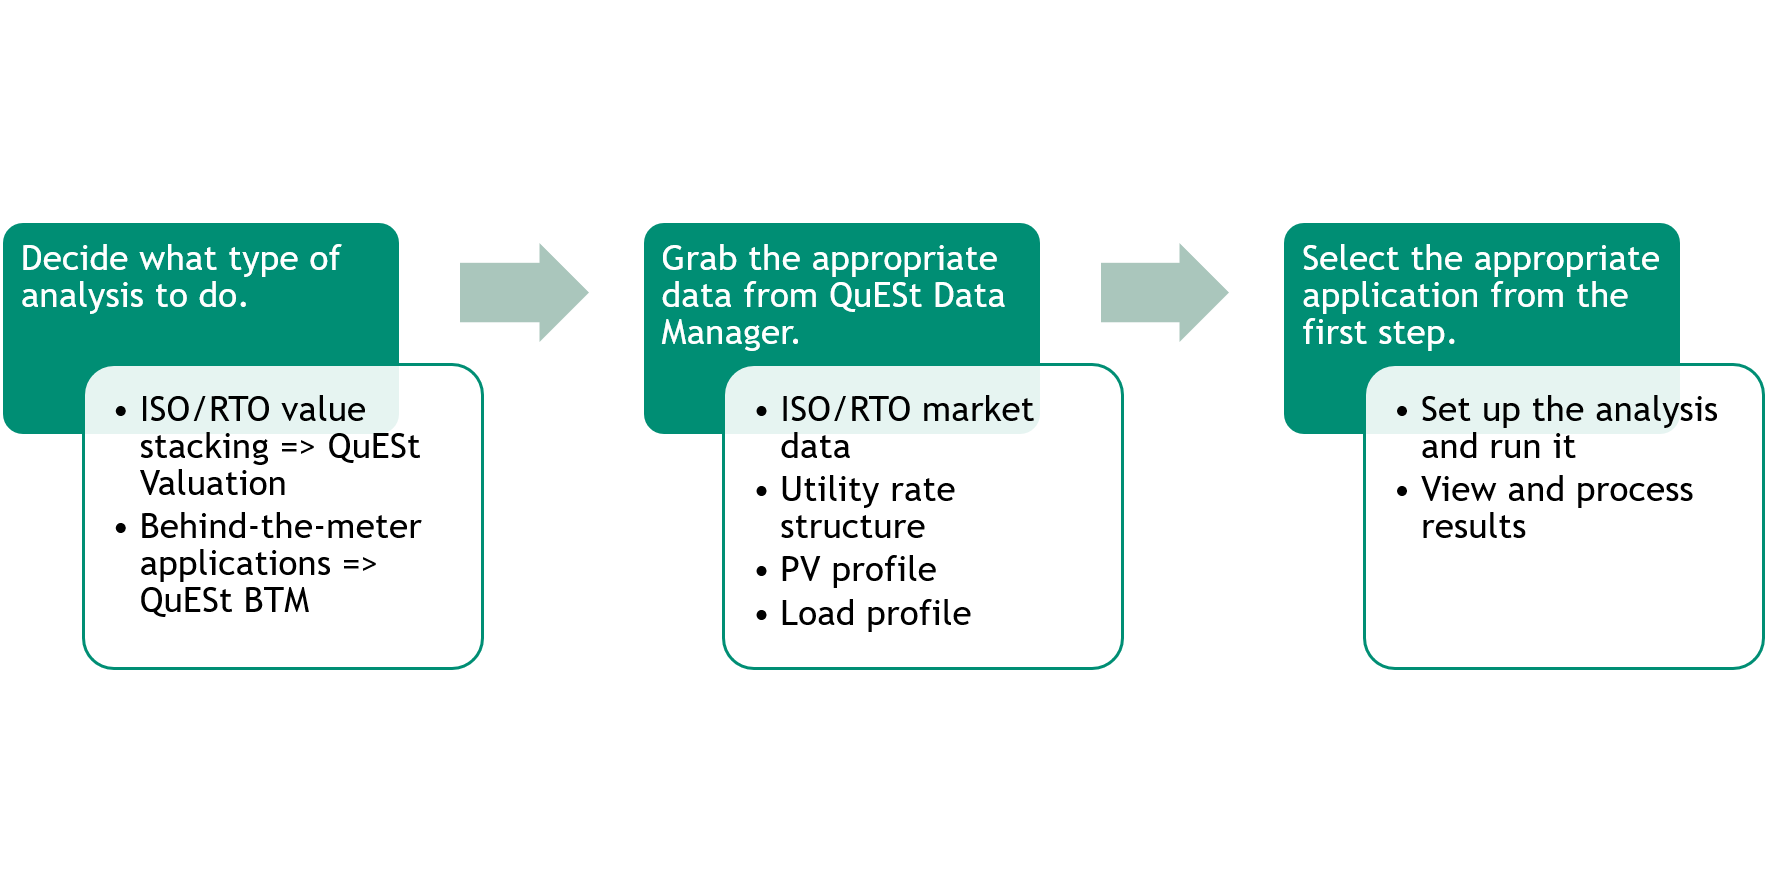 Decide what type of
analysis to do.
• ISO/RTO value
stacking => QuESt
Valuation
• Behind-the-meter
applications =>
QuESt BTM
Grab the appropriate
data from QuESt Data
Manager.
• ISO/RTO market
data
• Utility rate
structure
• PV profile
• Load profile
Select the appropriate
application from the
first step.
• Set up the analysis
and run it
• View and process
results